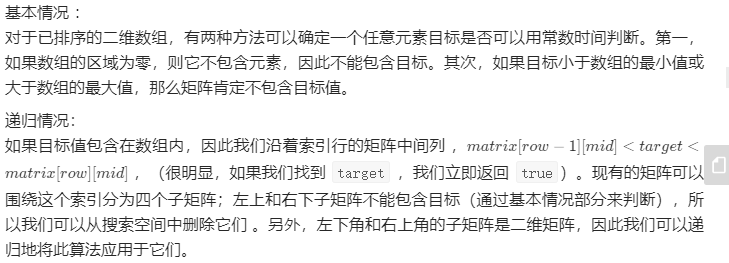 基本情况：
对于已排序的二维数组，有两种方法可以确定一个任意元素目标是否可以用常数时间判断。第一，
如果数组的区域为零，则它不包含元素，因此不能包含目标。其次，如果目标小于数组的最小值或
大于数组的最大值，那么矩阵肯定不包含目标值。
递归情况：
如果目标值包含在数组内，因此我们沿着索引行的矩阵中间列 ，matrix[row − 1][mid] < target <
matrix[row][mid] ，（很明显，如果我们找到 target ，我们立即返回 true ）。现有的矩阵可以
围绕这个索引分为四个子矩阵；左上和右下子矩阵不能包含目标（通过基本情况部分来判断），所
以我们可以从搜索空间中删除它们 。另外，左下角和右上角的子矩阵是二维矩阵，因此我们可以递
归地将此算法应用于它们。